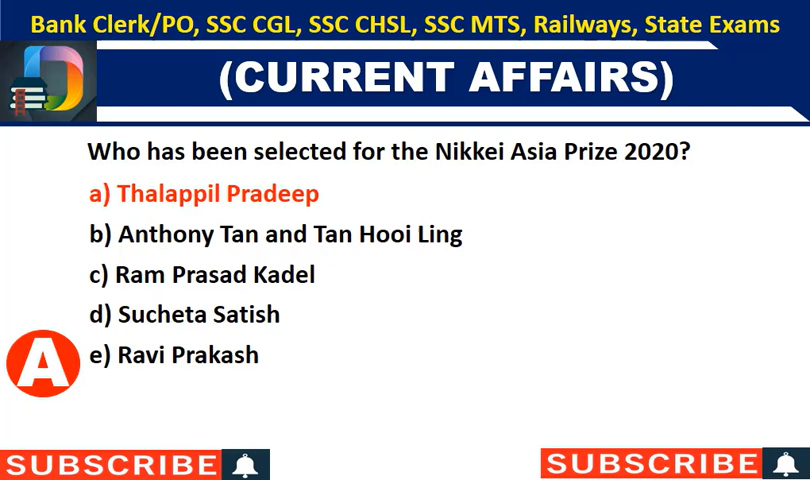 Bank Clerk/PO, SSC CGL, SSC CHSL, SSC MTS, Railways, State Exams
(CURRENT AFFAIRS)
Who has been selected for the Nikkei Asia Prize 2020?
a) Thalappil Pradeep
b) Anthony Tan and Tan Hooi Ling
c) Ram Prasad Kadel
d) Sucheta Satish
e) Ravi Prakash
A
SUBSCRIBE
SUBSCRIBE